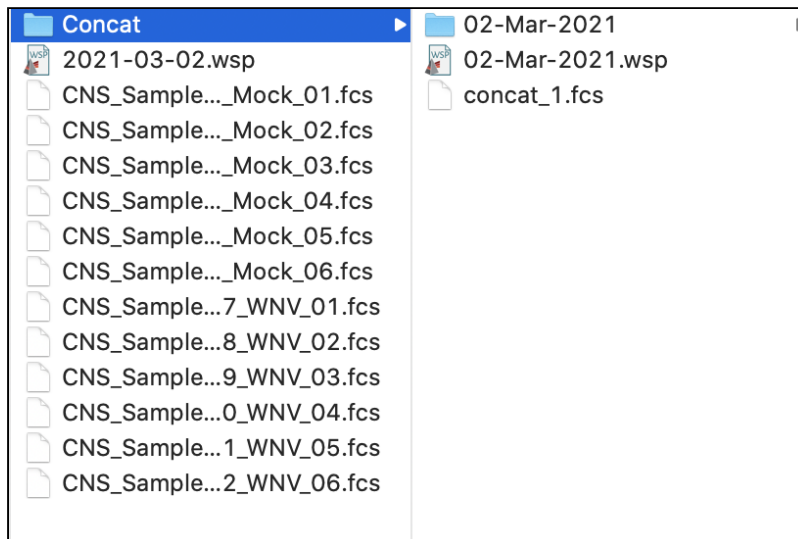 Concat
2021-03-02.wsp
CNS_Sample..._Mock_01.fcs
CNS_Sample..._Mock_02.fcs
CNS_Sample..._Mock_03.fcs
CNS_Sample..._Mock_04.fcs
CNS_Sample..._Mock_05.fcs
CNS_Sample..._Mock_06.fcs
CNS_Sample...7_WNV_01.fcs
CNS_Sample...8_WNV_02.fcs
CNS_Sample...9_WNV_03.fcs
CNS_Sample...0_WNV_04.fcs
CNS_Sample...1_WNV_05.fcs
CNS_Sample...2_WNV_06.fcs
02-Mar-2021
02-Mar-2021.wsp
concat_1.fcs
WSP
WSP